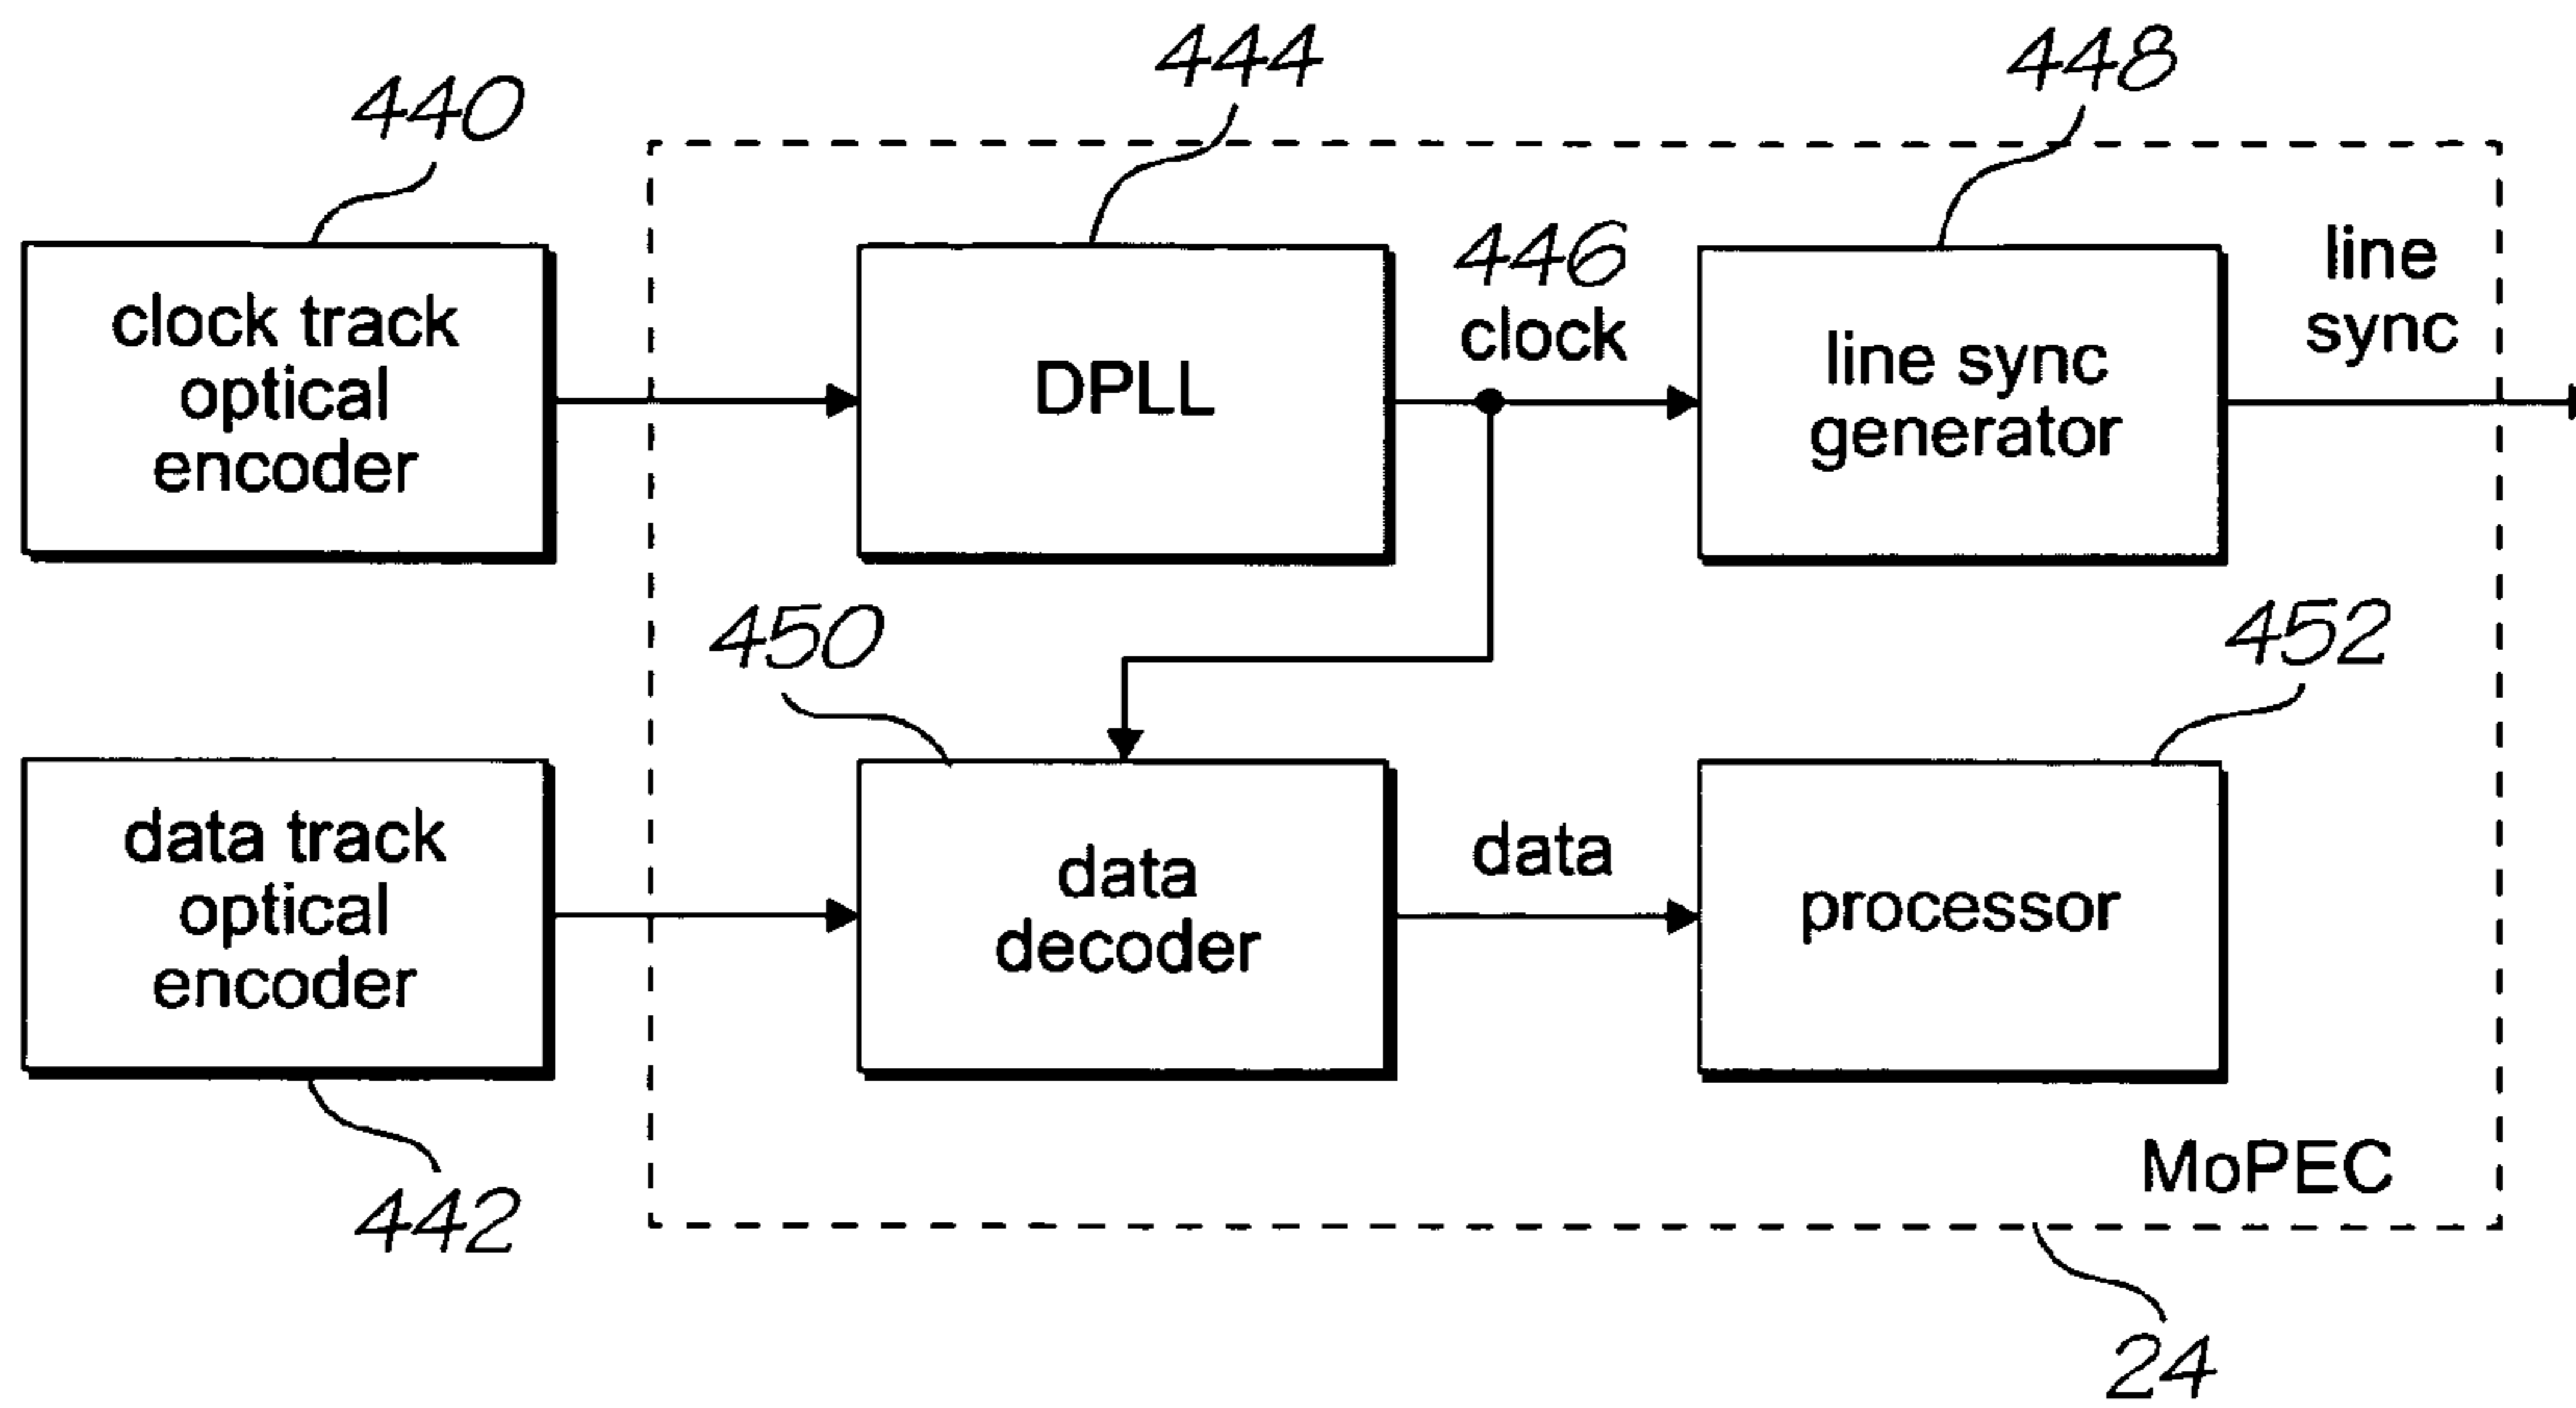 444
448
440
446
clock
line
sync
clock track
optical
encoder
DPLL
line sync
generator
450
452
data track
optical
encoder
data
decoder
data
processor
MoPEC
442
24